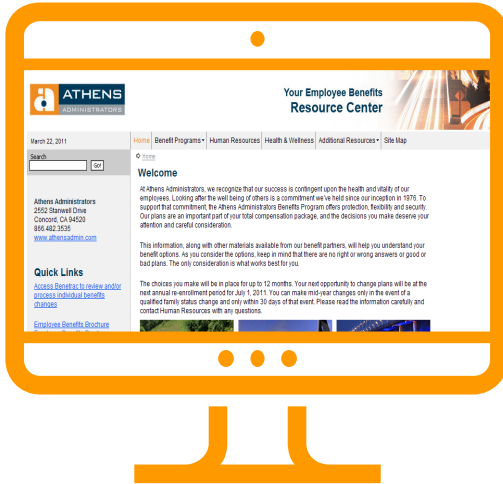 ATHENS
ADMINISTRATORS
Your Employee Benefits
Resource Center
March 22, 2011
Home Benefit Programs Human Resources Health & Wellness Additional Resources Site Map
Search
Go!
Home
Welcome
At Athens Administrators, we recognize that our success is contingent upon the health and vitality of our
employees. Looking after the well being of others is a commitment we've held since our inception in 1976. To
support that commitment, the Athens Administrators Benefits Program offers protection, flexibility and security.
Our plans are an important part of your total compensation package, and the decisions you make deserve your
attention and careful consideration.
This information, along with other materials available from our benefit partners, will help you understand your
benefit options. As you consider the options, keep in mind that there are no right or wrong answers or good or
bad plans. The only consideration is what works best for you.
The choices you make will be in place for up to 12 months. Your next opportunity to change plans will be at the
next annual re-enrollment period for July 1, 2011. You can make mid-year changes only in the event of a
qualified family status change and only within 30 days of that event. Please read the information carefully and
contact Human Resources with any questions.
Athens Administrators
2552 Stanwell Drive
Concord, CA 94520
866.482.3535
www.athensadmin.com
Quick Links
Access Benetrac to review and/or
process individual benefits
changes
Employee Benefits Brochure